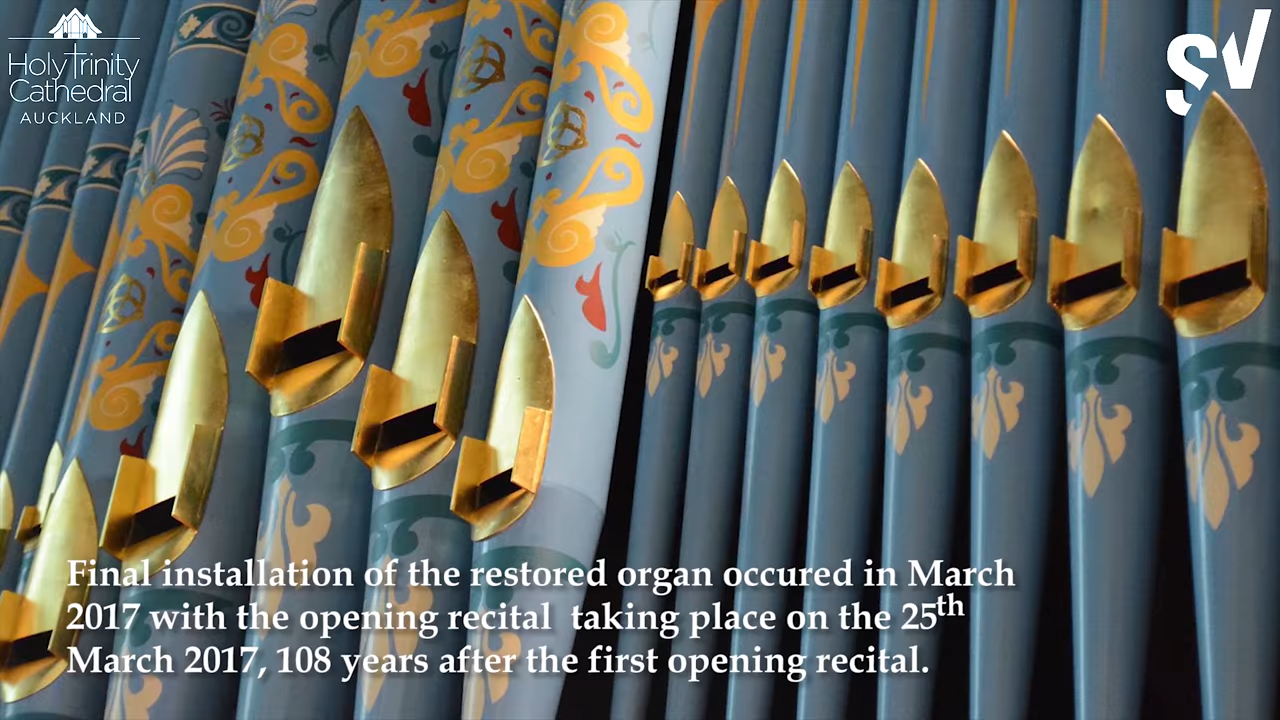 Holy Trinity
Cathedral
AUCKLAND
SV
Final installation of the restored organ occured in March
2017 with the opening recital  taking place on the 25th
March 2017, 108 years after the first opening recital.